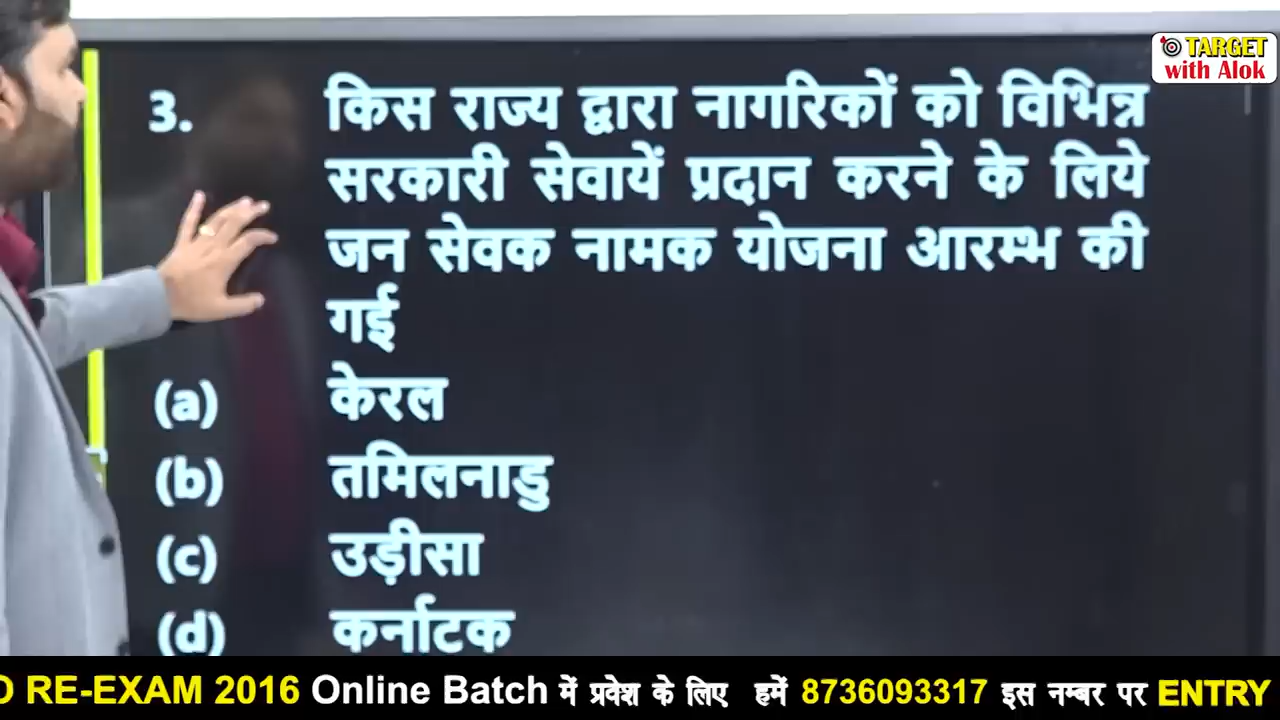 TARGET
with Alok
3. किस राज्य द्वारा नागरिकों को विभिन्न
सरकारी सेवायें प्रदान करने के लिये
जन सेवक नामक योजना आरम्भ की
गई
(a) केरल
(b) तमिलनाडु
(c) उड़ीसा
(d) कर्नाटक
RE-EXAM 2016 Online Batch में प्रवेश के लिए हमें 8736093317 इस नम्बर पर ENTRY